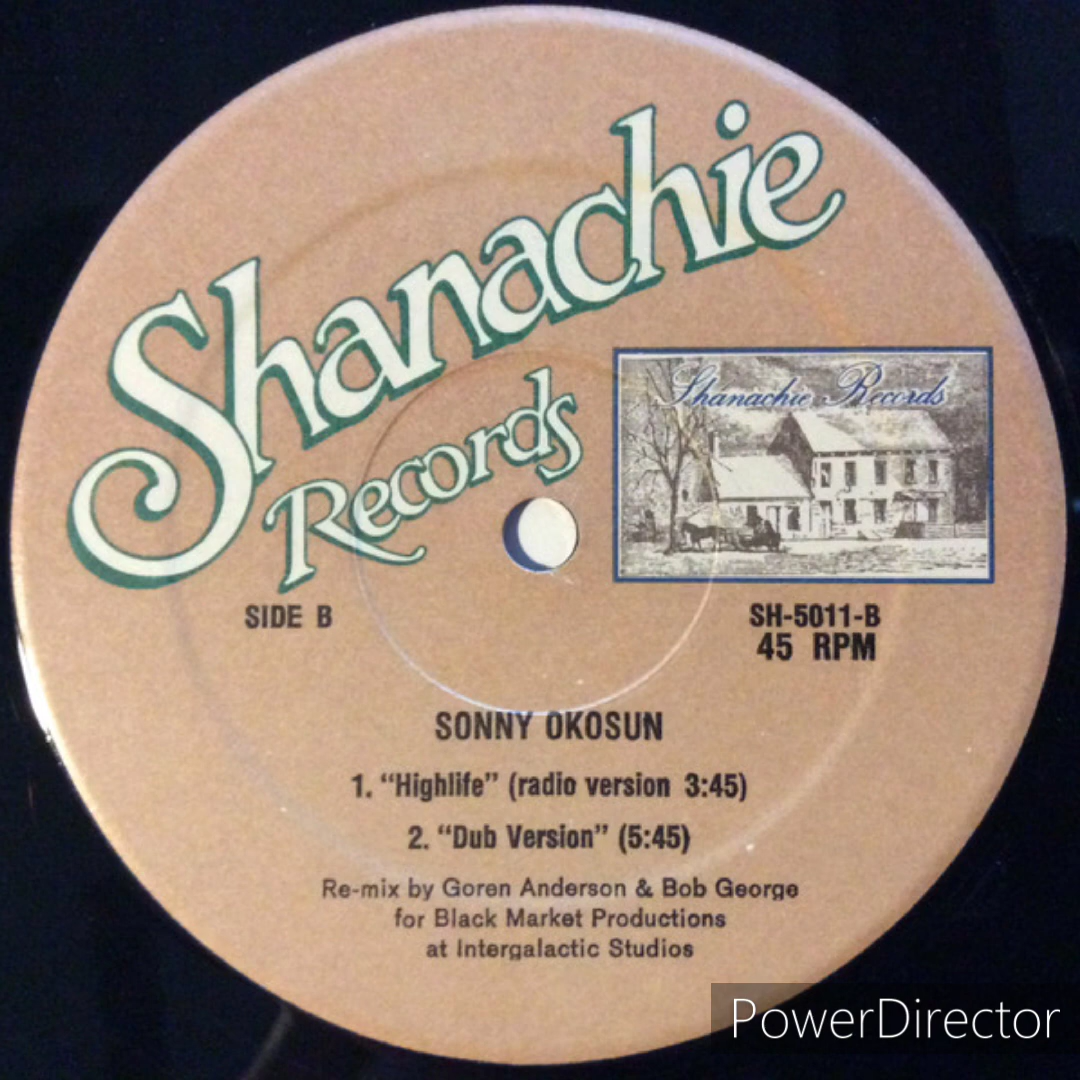 Shanachie
Records
Shanachie Records
SIDE B
SH-5011-B
45 RPM
SONNY OKOSUN
1. “Highlife” (radio version 3:45)
2. “Dub Version” (5:45)
Re-mix by Goren Anderson & Bob George
for Black Market Productions
at Intergalactic Studios
PowerDirector